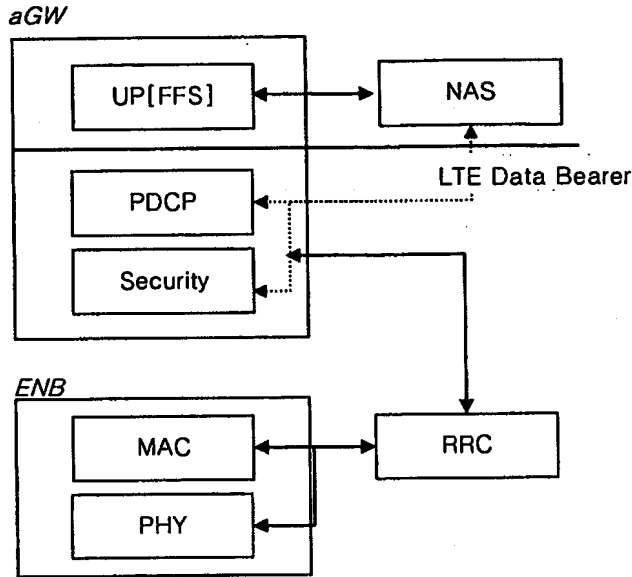 aGW
UP[FFS]
NAS
LTE Data Bearer
PDCP
Security
ENB
MAC
RRC
PHY